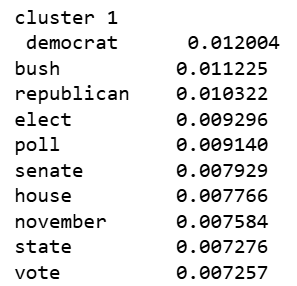 cluster 1
democrat 0.012004
bush 0.011225
republican 0.010322
elect 0.009296
poll 0.009140
senate 0.007929
house 0.007766
november 0.007584
state 0.007276
vote 0.007257